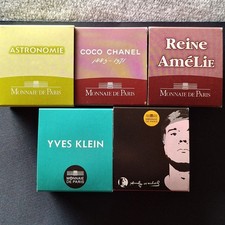 ASTRONOMIE
MONNAIE DE PARIS
COCO CHANEL
1883-1971
MONNAIE DE PARIS
Reine
Amélie
MONNAIE DE PARIS
YVES KLEIN
MONNAIE
DE PARIS